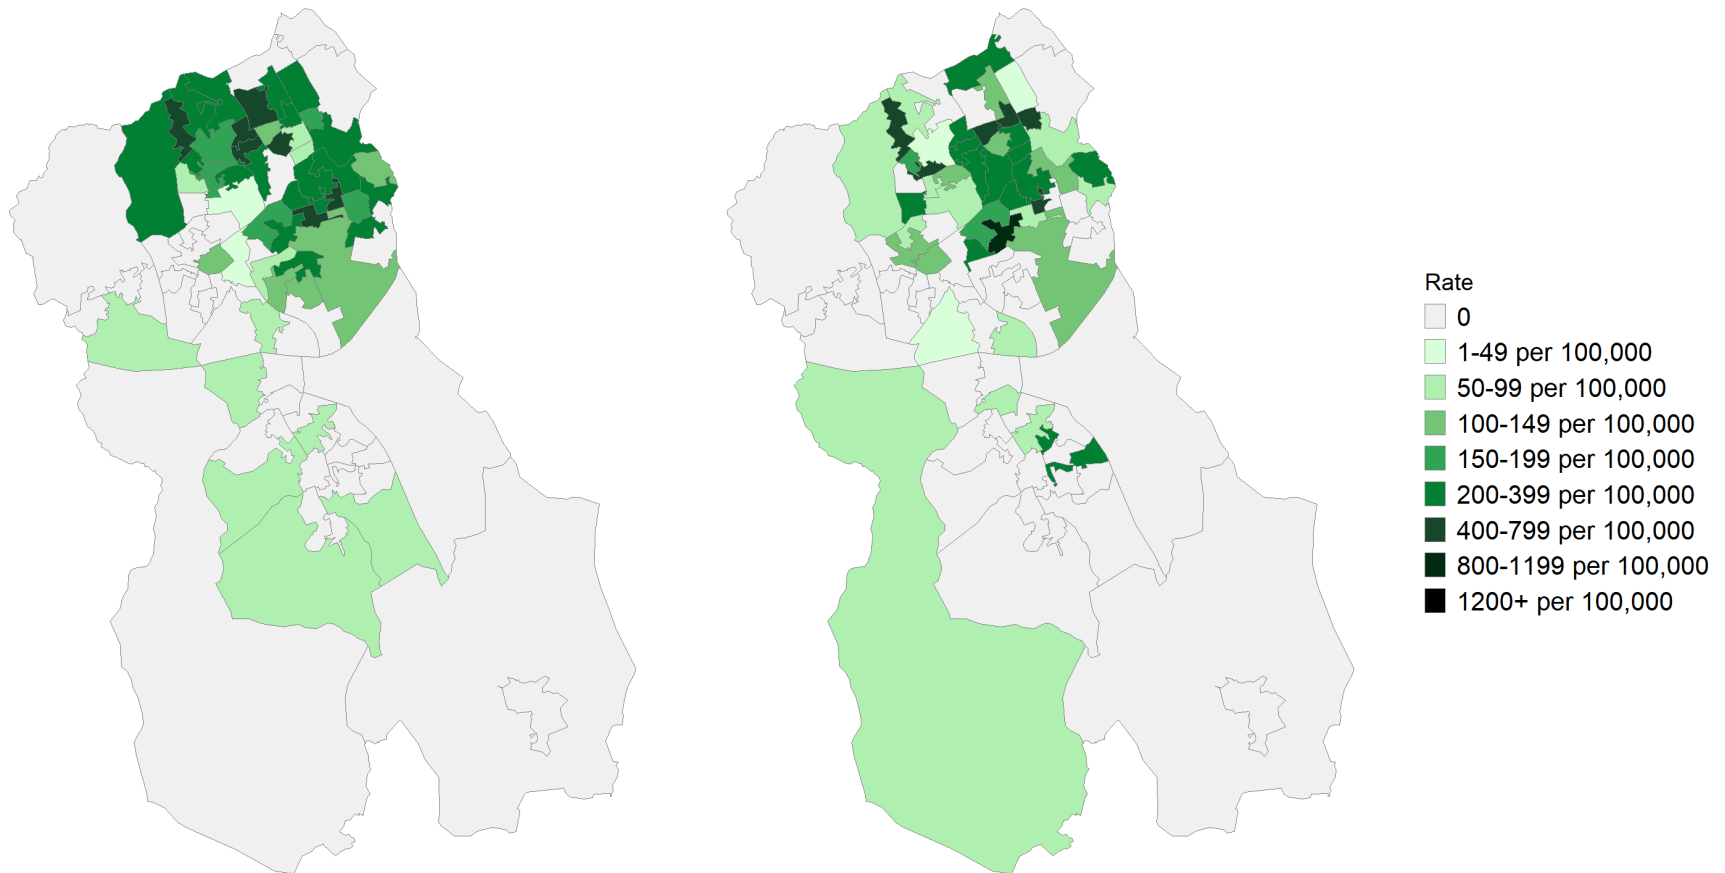 Rate
0
1-49 per 100,000
50-99 per 100,000
100-149 per 100,000
150-199 per 100,000
200-399 per 100,000
400-799 per 100,000
800-1199 per 100,000
1200+ per 100,000